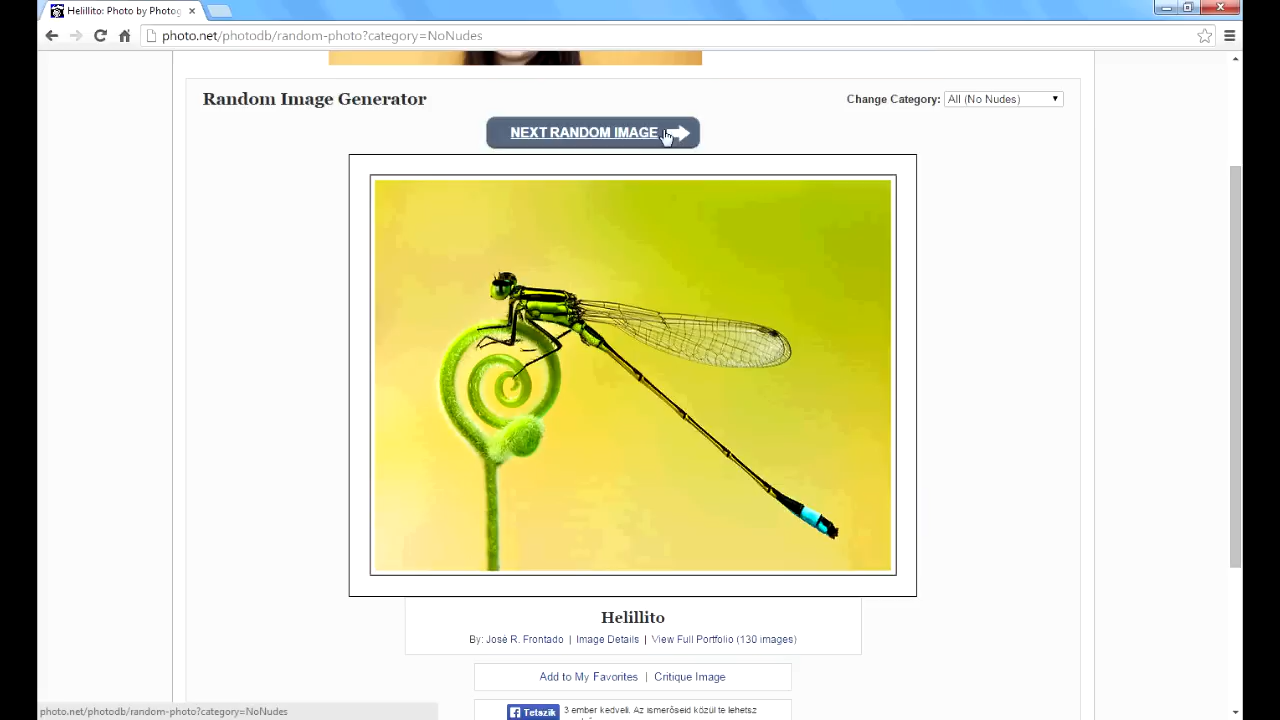 Helillito: Photo by Photog
photo.net/photodb/random-photo?category=NoNudes
Random Image Generator
Change Category: All (No Nudes)
NEXT RANDOM IMAGE
Helillito
By: José R. Frontado | Image Details | View Full Portfolio (130 images)
Add to My Favorites | Critique Image
Tetszik 3 ember kedveli. Az ismerőseid közül te lehetsz
photo.net/photodb/random-photo?category=NoNudes